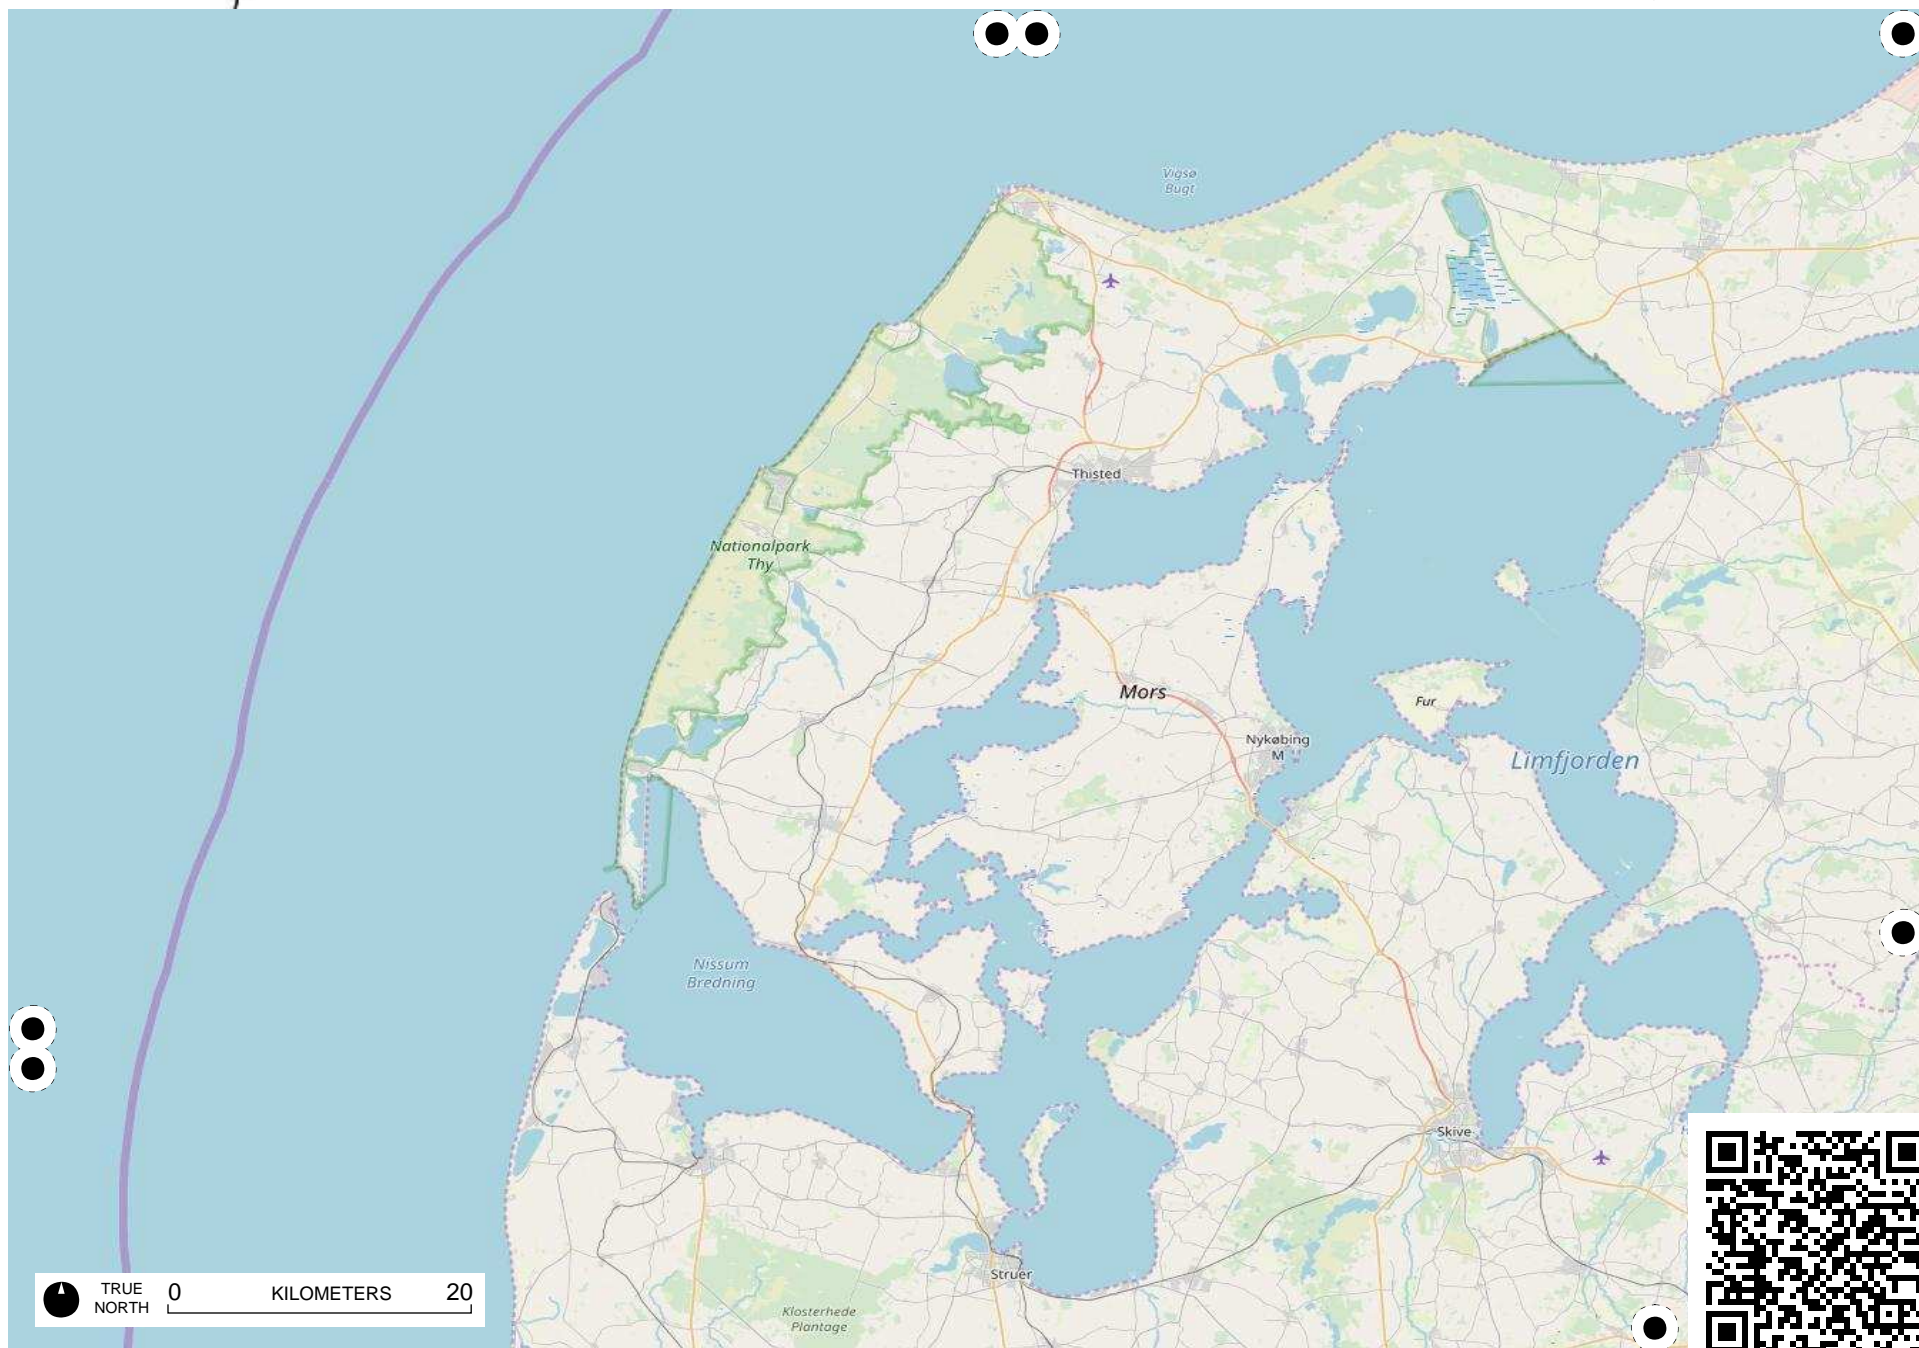 Vigsø
Bugt
Thisted
Nationalpark
Thy
Mors
Fur
Nykøbing
M
Limfjorden
Nissum
Bredning
Skive
Struer
Klosterhede
Plantage
TRUE
NORTH
0 KILOMETERS 20